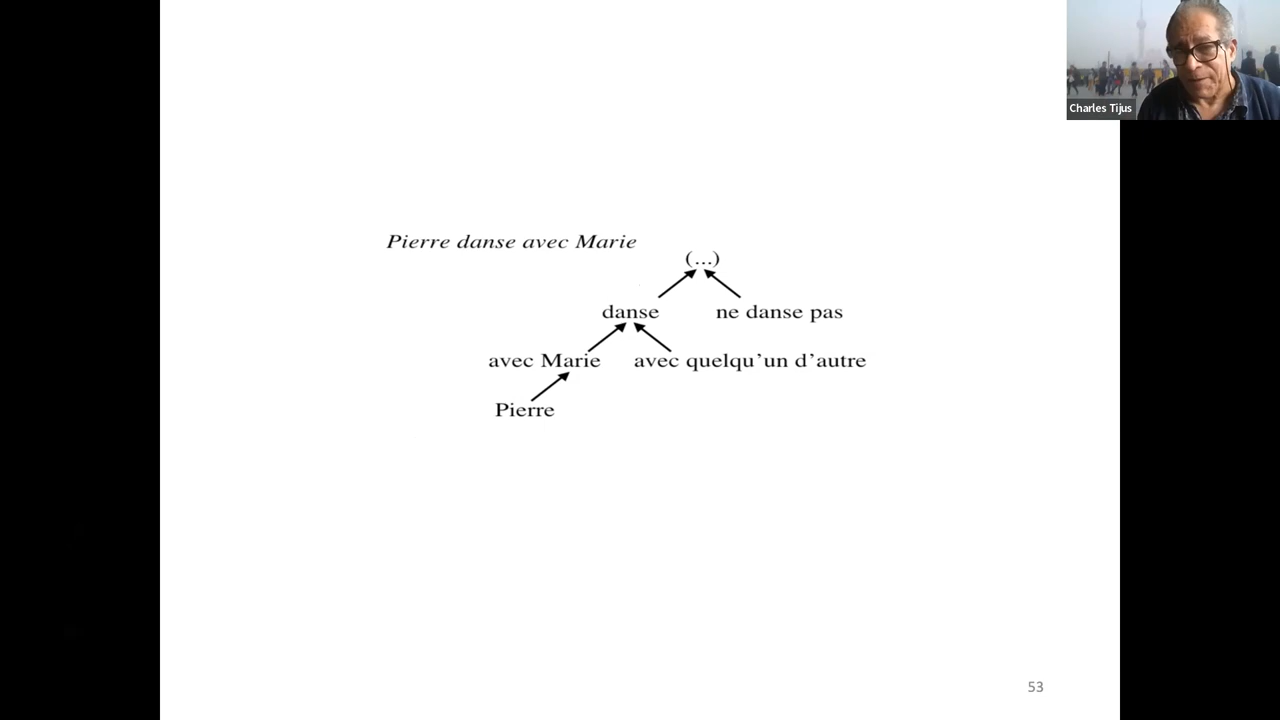 Charles Tijus
Pierre danse avec Marie
(...)
danse ne danse pas
avec Marie avec quelqu’un d’autre
Pierre
53